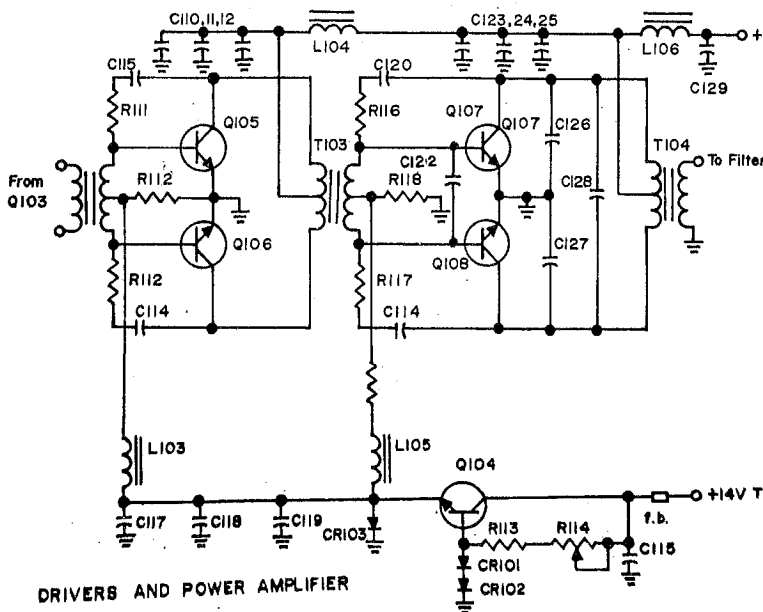 C110,11,12
L104
C123,24,25
L106
+
C129
C115
R111
Q105
C120
R116
Q107
Q107
C126
T103
T104
From
Q103
R112
C122
R118
C128
To Filter
Q106
Q108
C127
R112
C114
R117
C114
L103
L105
Q104
+14V T
f.b.
C117
C118
C119
CR103
R113
R114
C115
CR101
CR102
DRIVERS AND POWER AMPLIFIER